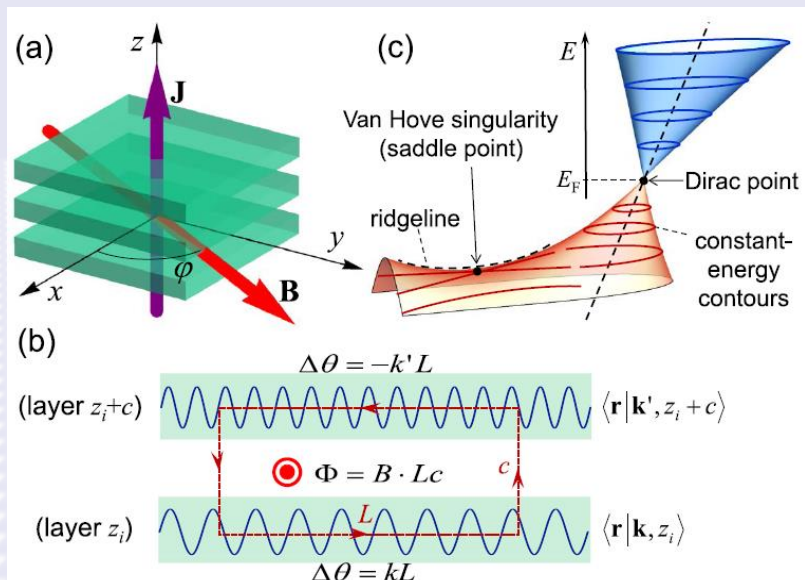 (a)
z
J
x
φ
y
B
(c)
E
Van Hove singularity
(saddle point)
E_F
Dirac point
ridgeline
constant-
energy
contours
(b)
Δθ = −k' L
(layer z_i+c)
⟨r|k', z_i + c⟩
Φ = B · Lc
c
L
(layer z_i)
⟨r|k, z_i⟩
Δθ = kL